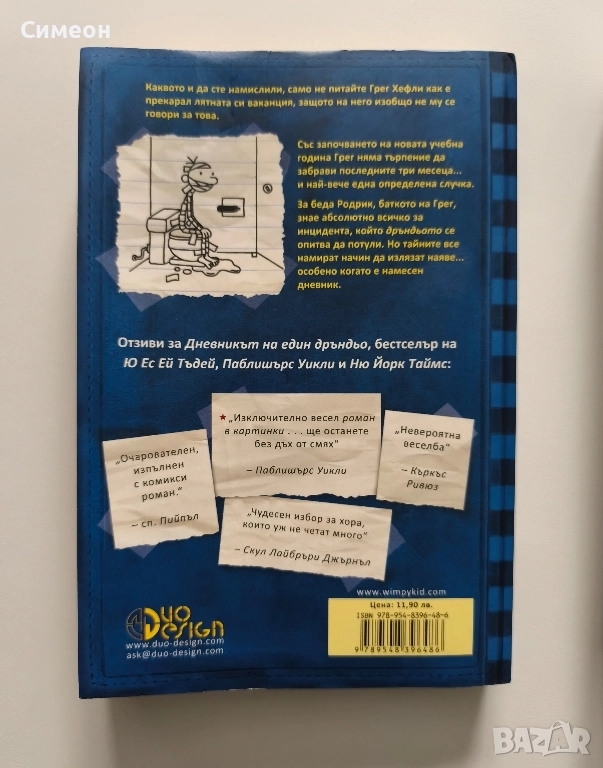 Симеон
Каквото и да сте намислили, само не питайте Грег Хефли как е
прекарал лятната си ваканция, защото на него изобщо не му се
говори за това.
Със започването на новата учебна
година Грег няма търпение да
забрави последните три месеца...
и най-вече една определена случка.
За беда Родрик, баткото на Грег,
знае абсолютно всичко за
инцидента, който дръндьото се
опитва да потули. Но тайните все
намират начин да излязат наяве...
особено когато е намесен
дневник.
Отзиви за Дневникът на един дръндьо, бестселър на
Ю Ес Ей Тъдей, Паблишърс Уикли и Ню Йорк Таймс:
„Изключително весел роман
в картинки . . . ще останете
без дъх от смях“
– Паблишърс Уикли
„Невероятна
веселба“
– Къркъс
Ривюз
„Очарователен,
изпълнен
с комикси
роман.“
– сп. Пийпъл
„Чудесен избор за хора,
които уж не четат много“
– Скул Лайбръри Джърнъл
www.wimpykid.com
Цена: 11,90 лв.
ISBN 978-954-8396-48-6
9 789548 396486
DUO
DESIGN
www.duo-design.com
ask@duo-design.com
BAZAR